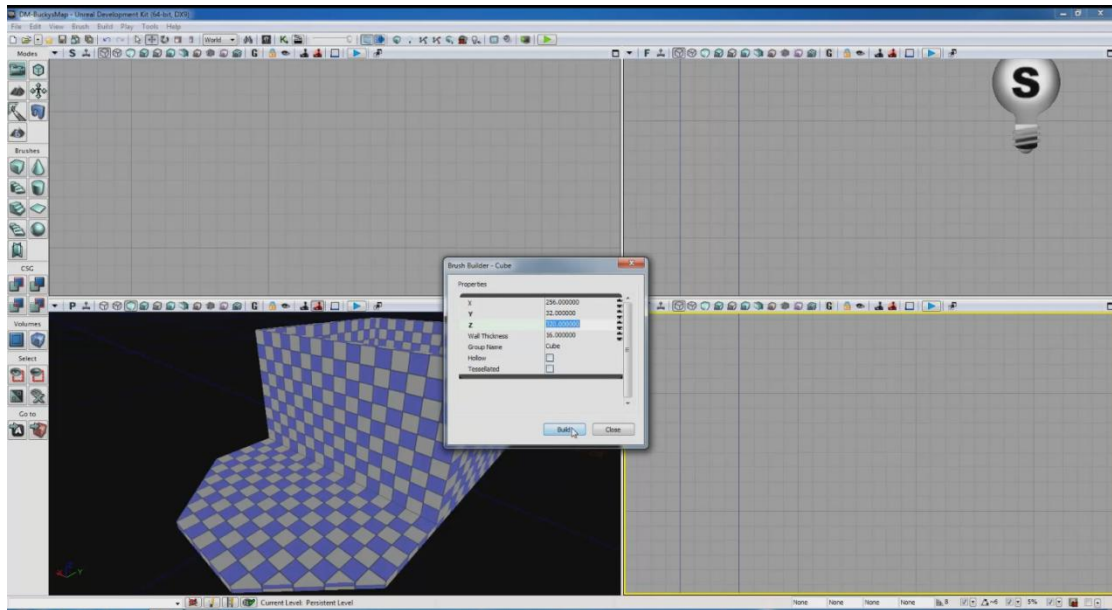 DM-BuckysMap - Unreal Development Kit (64-bit, DX9)
File Edit View Brush Build Play Tools Help
World
Modes
S
G
F
G
S
Brushes
CSG
Brush Builder - Cube
Properties
X 256.000000
Y 32.000000
Z
Wall Thickness 16.000000
Group Name Cube
Hollow
Tessellated
Build
Close
P
G
G
Volumes
Select
Go to
Current Level: Persistent Level
None None None None
8
5%